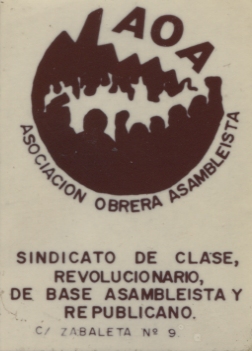 AOA
ASOCIACION OBRERA ASAMBLEISTA
SINDICATO DE CLASE,
REVOLUCIONARIO,
DE BASE ASAMBLEISTA Y
REPUBLICANO.
C/ ZABALETA Nº 9.